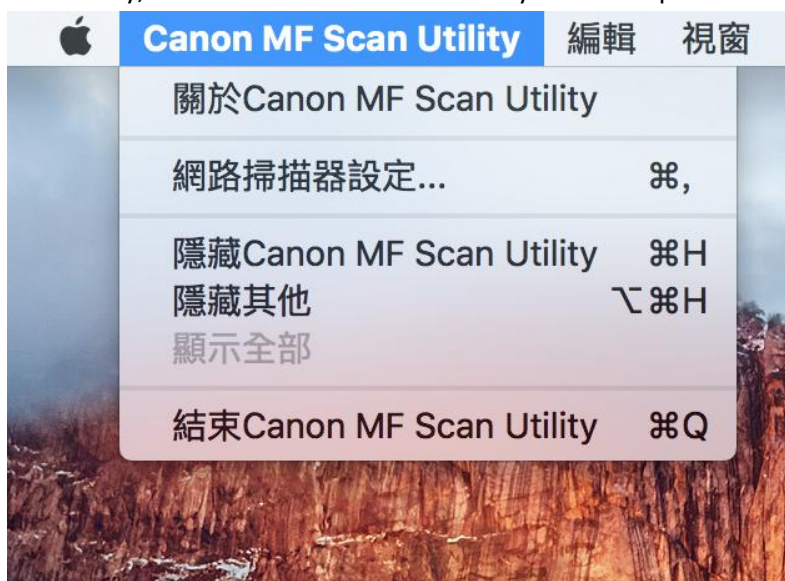 Canon MF Scan Utility 編輯 視窗
關於Canon MF Scan Utility
網路掃描器設定... ⌘,
隱藏Canon MF Scan Utility ⌘H
隱藏其他 ⌥⌘H
顯示全部
結束Canon MF Scan Utility ⌘Q